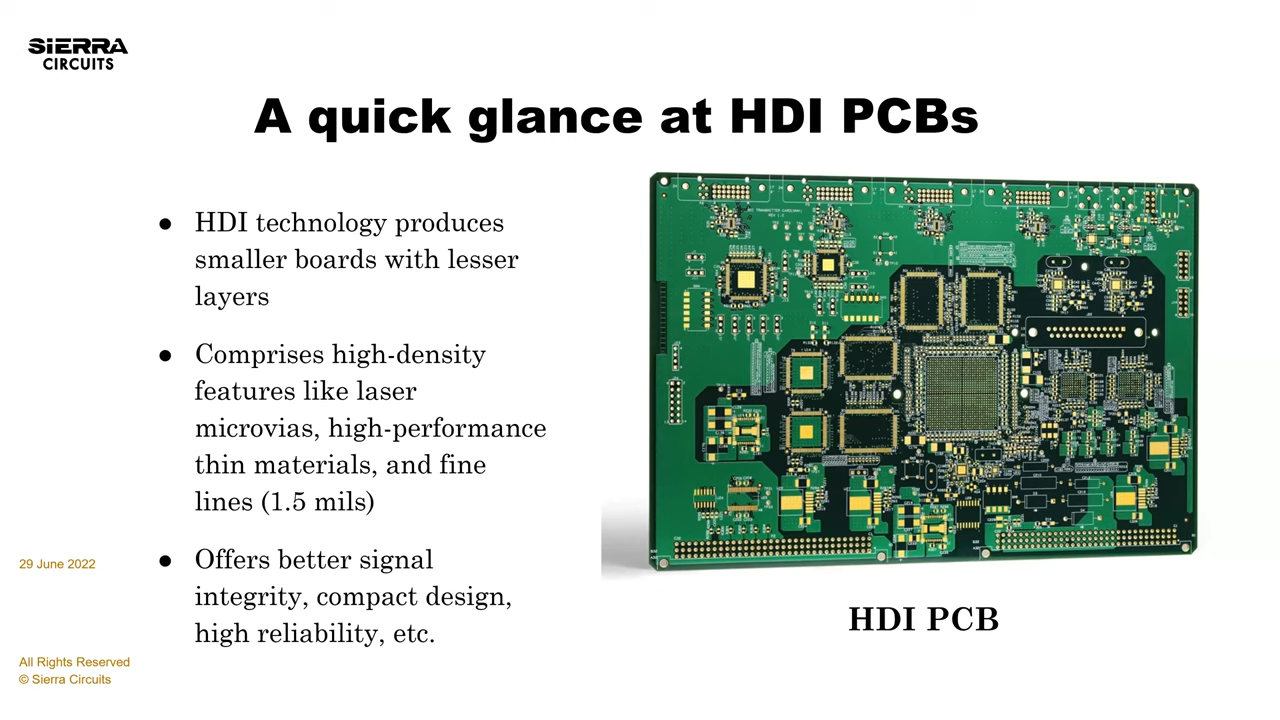 SiERRA
CIRCUITS
A quick glance at HDI PCBs
● HDI technology produces
smaller boards with lesser
layers
● Comprises high-density
features like laser
microvias, high-performance
thin materials, and fine
lines (1.5 mils)
● Offers better signal
integrity, compact design,
high reliability, etc.
HDI PCB
29 June 2022
All Rights Reserved
© Sierra Circuits